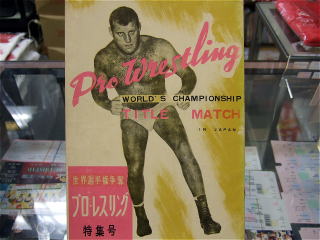 Pro Wrestling
WORLD'S CHAMPIONSHIP
TITLE MATCH
IN JAPAN
世界選手権争奪
プロ・レスリング
特集号